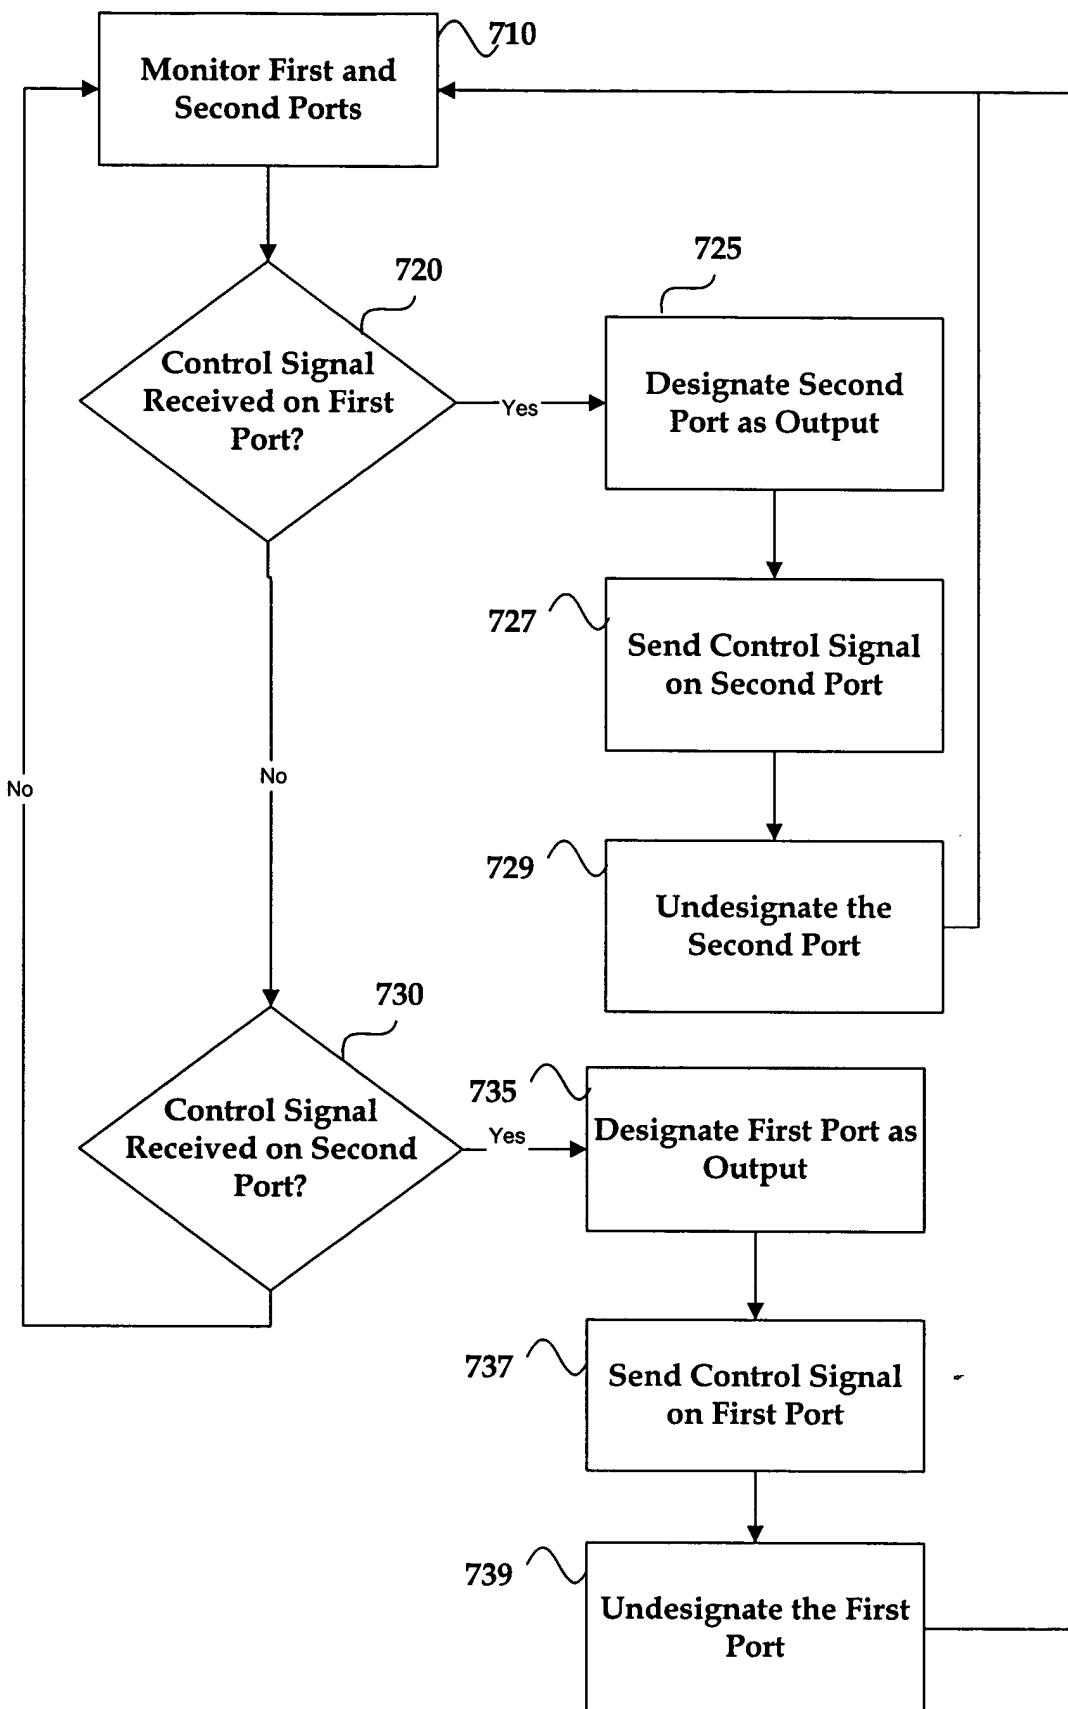 710
Monitor First and
Second Ports
720
Control Signal
Received on First
Port?
Yes
725
Designate Second
Port as Output
727
Send Control Signal
on Second Port
No
No
729
Undesignate the
Second Port
730
Control Signal
Received on Second
Port?
Yes
735
Designate First Port as
Output
737
Send Control Signal
on First Port
739
Undesignate the First
Port